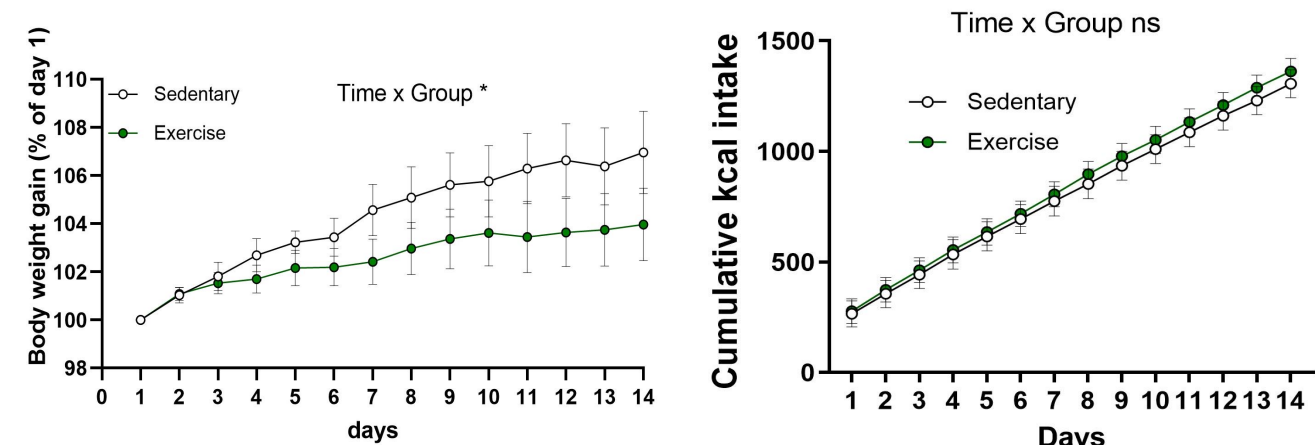 Body weight gain (% of day 1)
110
108
106
104
102
100
98
Sedentary
Exercise
Time x Group *
0 1 2 3 4 5 6 7 8 9 10 11 12 13 14
days
Time x Group ns
Cumulative kcal intake
1500
1000
500
0
Sedentary
Exercise
1 2 3 4 5 6 7 8 9 10 11 12 13 14
Days